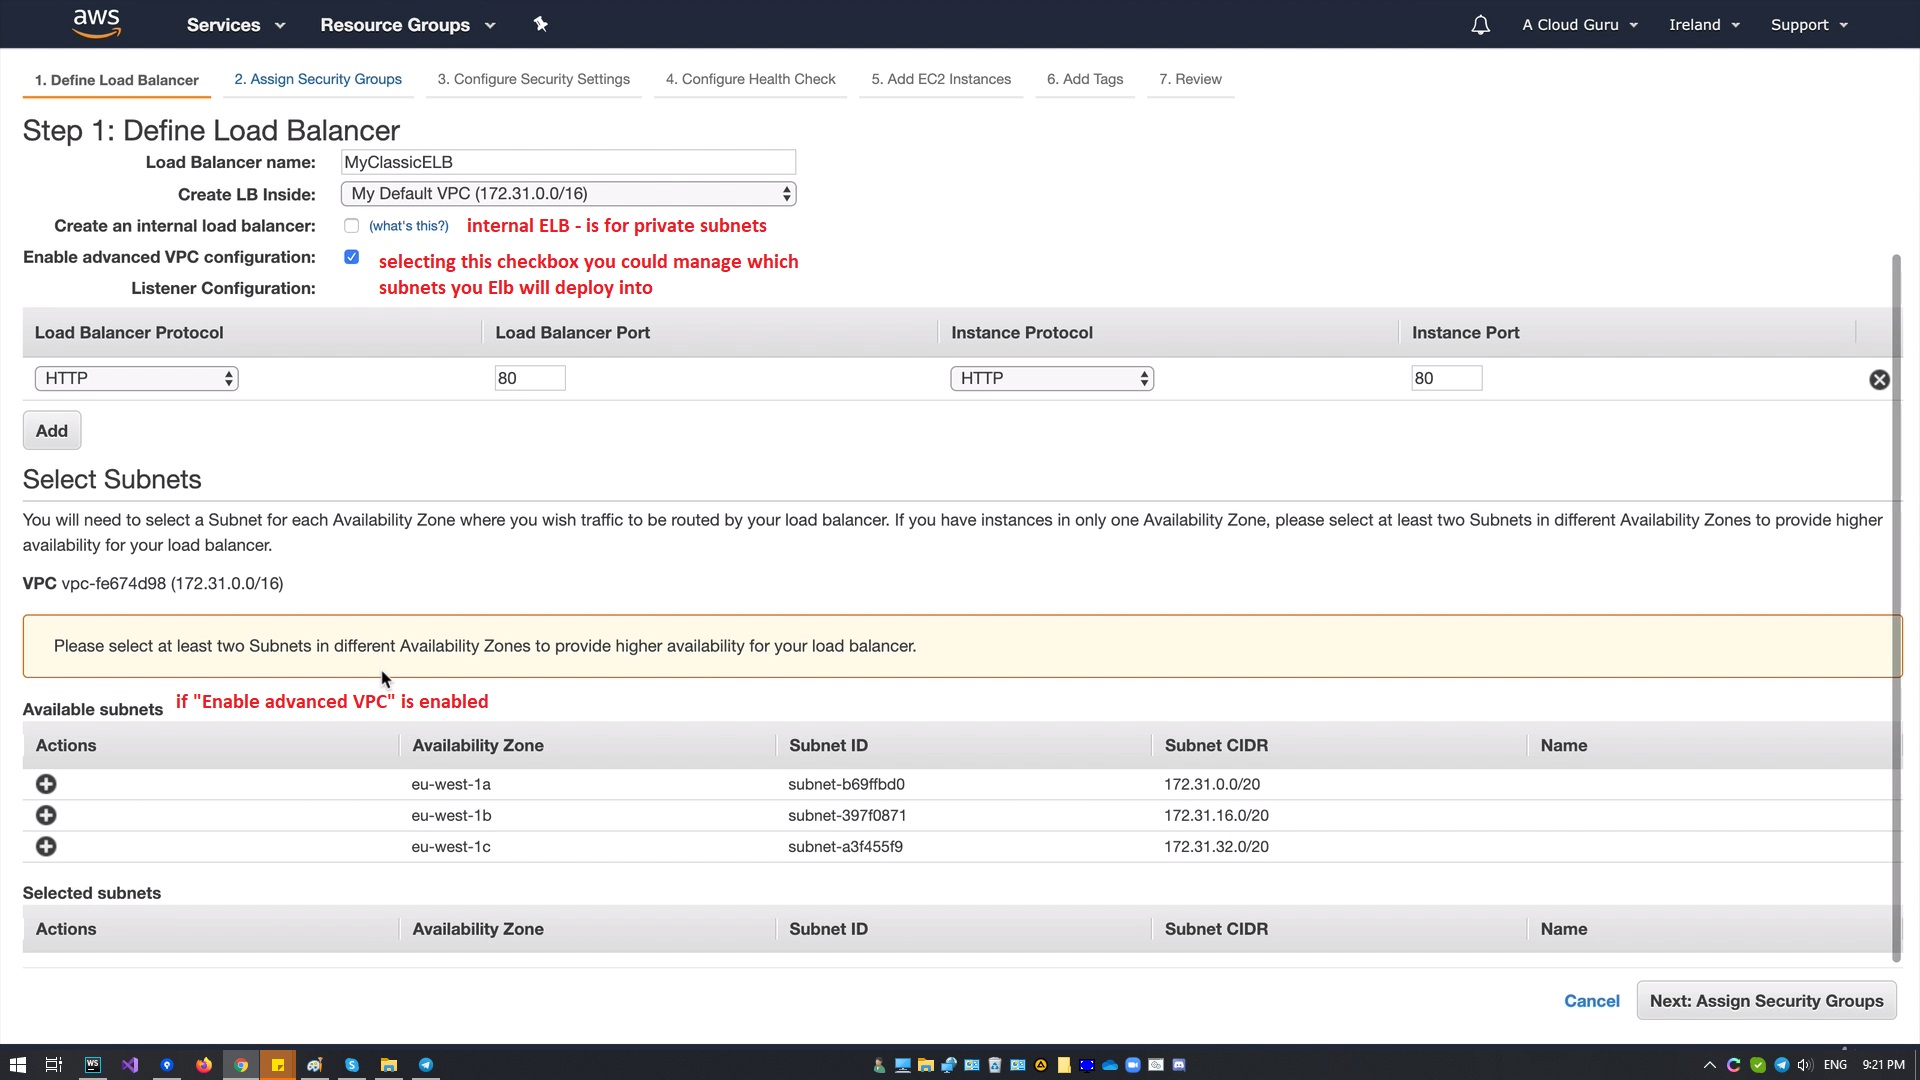 aws Services Resource Groups A Cloud Guru Ireland Support
1. Define Load Balancer 2. Assign Security Groups 3. Configure Security Settings 4. Configure Health Check 5. Add EC2 Instances 6. Add Tags 7. Review
Step 1: Define Load Balancer
Load Balancer name: MyClassicELB
Create LB Inside: My Default VPC (172.31.0.0/16)
Create an internal load balancer: (what's this?) internal ELB - is for private subnets
Enable advanced VPC configuration: selecting this checkbox you could manage which
Listener Configuration: subnets you Elb will deploy into
Load Balancer Protocol Load Balancer Port Instance Protocol Instance Port
HTTP 80 HTTP 80
Add
Select Subnets
You will need to select a Subnet for each Availability Zone where you wish traffic to be routed by your load balancer. If you have instances in only one Availability Zone, please select at least two Subnets in different Availability Zones to provide higher
availability for your load balancer.
VPC vpc-fe674d98 (172.31.0.0/16)
Please select at least two Subnets in different Availability Zones to provide higher availability for your load balancer.
Available subnets if "Enable advanced VPC" is enabled
Actions Availability Zone Subnet ID Subnet CIDR Name
eu-west-1a subnet-b69ffbd0 172.31.0.0/20
eu-west-1b subnet-397f0871 172.31.16.0/20
eu-west-1c subnet-a3f455f9 172.31.32.0/20
Selected subnets
Actions Availability Zone Subnet ID Subnet CIDR Name
Cancel Next: Assign Security Groups
WS ENG 9:21 PM